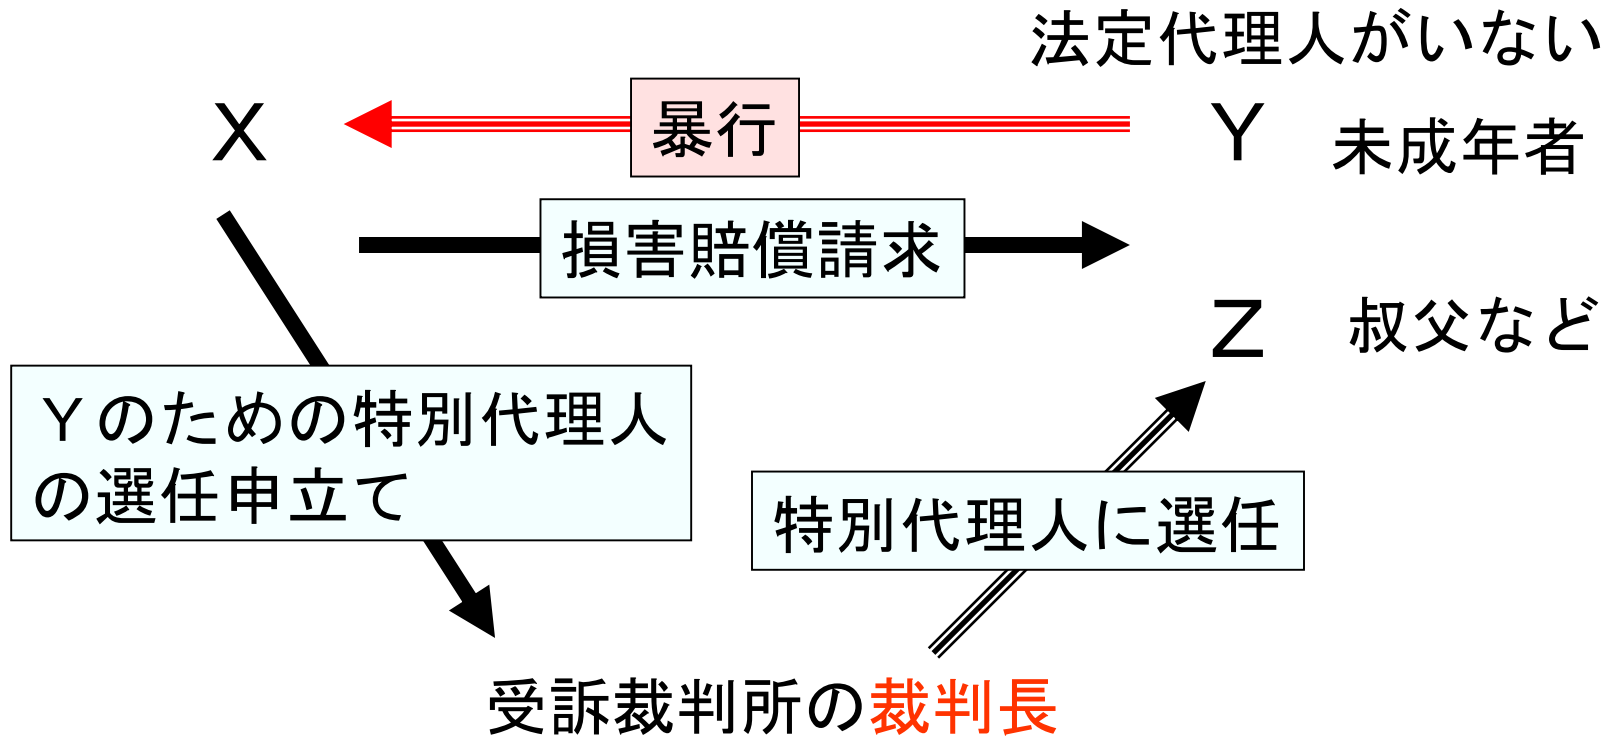 法定代理人がいない
X
暴行
Y
未成年者
損害賠償請求
Z
叔父など
Yのための特別代理人
の選任申立て
特別代理人に選任
受訴裁判所の裁判長